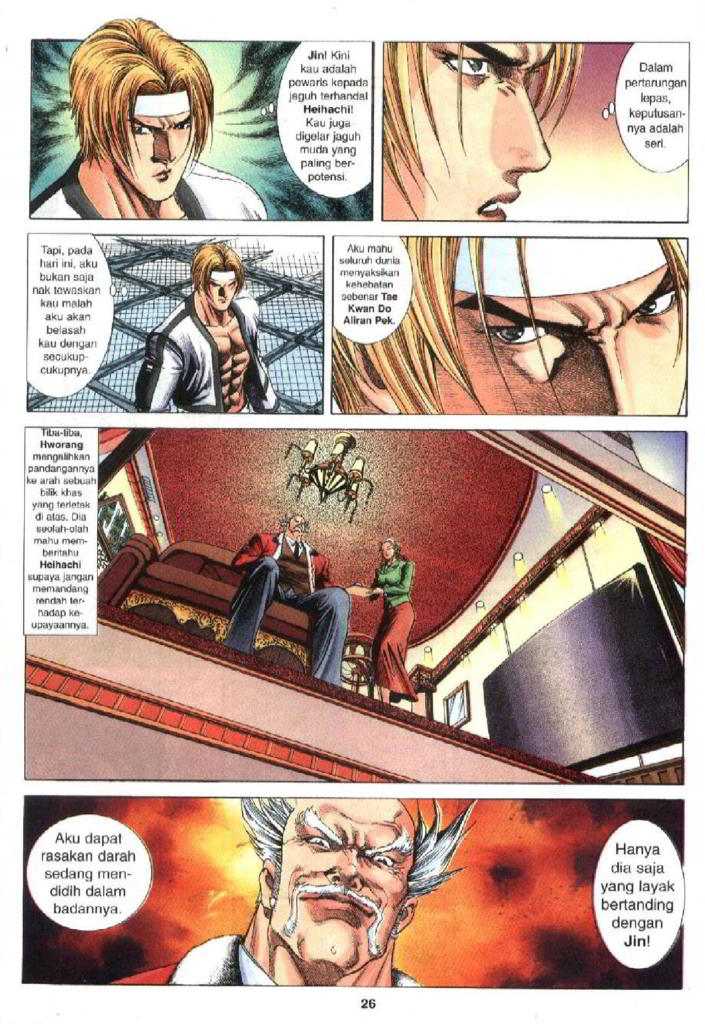 Jin! Kini
kau adalah
powaris kepada
jaguh terhandal
Heihachi!
Kau juga
digelar jaguh
muda yang
paling ber-
potensi.
Dalam
pertarungan
lepas,
keputusan-
nya adalah
seri.
Tapi, pada
hari ini, aku
bukan saja
nak tewaskan
kau malah
aku akan
belasah
kau dengan
secukup-
cukupnya.
Aku mahu
seluruh dunia
menyaksikan
kehebatan
sebenar Tae
Kwan Do
Aliran Pek.
Tiba-tiba,
Hworang
mengalihkan
pandangannya
ke arah sebuah
bilik khas
yang terletak
di atas. Dia
seolah-olah
mahu mem-
beritahu
Heihachi
supaya jangan
memandang
rendah ter-
hadap ke-
upayaannya.
Aku dapat
rasakan darah
sedang men-
didih dalam
badannya.
Hanya
dia saja
yang layak
bertanding
dengan
Jin!
26